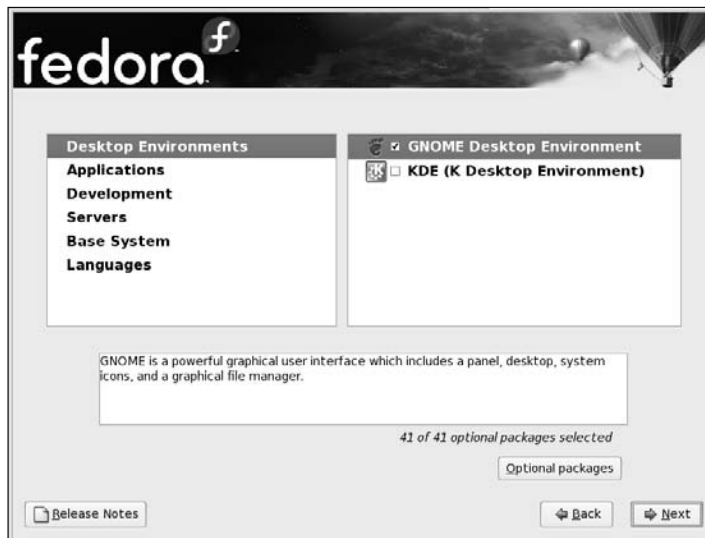 fedora
Desktop Environments
Applications
Development
Servers
Base System
Languages
GNOME Desktop Environment
KDE (K Desktop Environment)
GNOME is a powerful graphical user interface which includes a panel, desktop, system
icons, and a graphical file manager.
41 of 41 optional packages selected
Optional packages
Release Notes
Back
Next